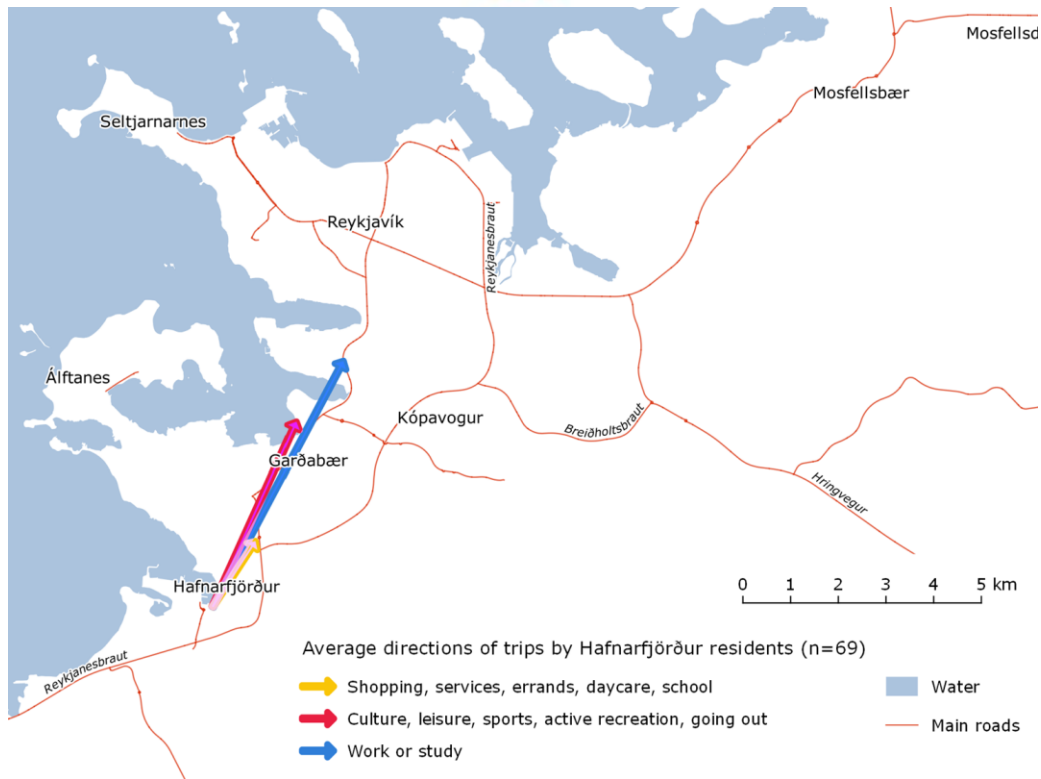 Mosfellsd
Mosfellsbær
Seltjarnarnes
Reykjavík
Reykjanesbraut
Álftanes
Kópavogur
Breiðholtsbraut
Garðabær
Hringvegur
Hafnarfjörður
0 1 2 3 4 5 km
Reykjanesbraut
Average directions of trips by Hafnarfjörður residents (n=69)
Shopping, services, errands, daycare, school
Water
Culture, leisure, sports, active recreation, going out
Main roads
Work or study